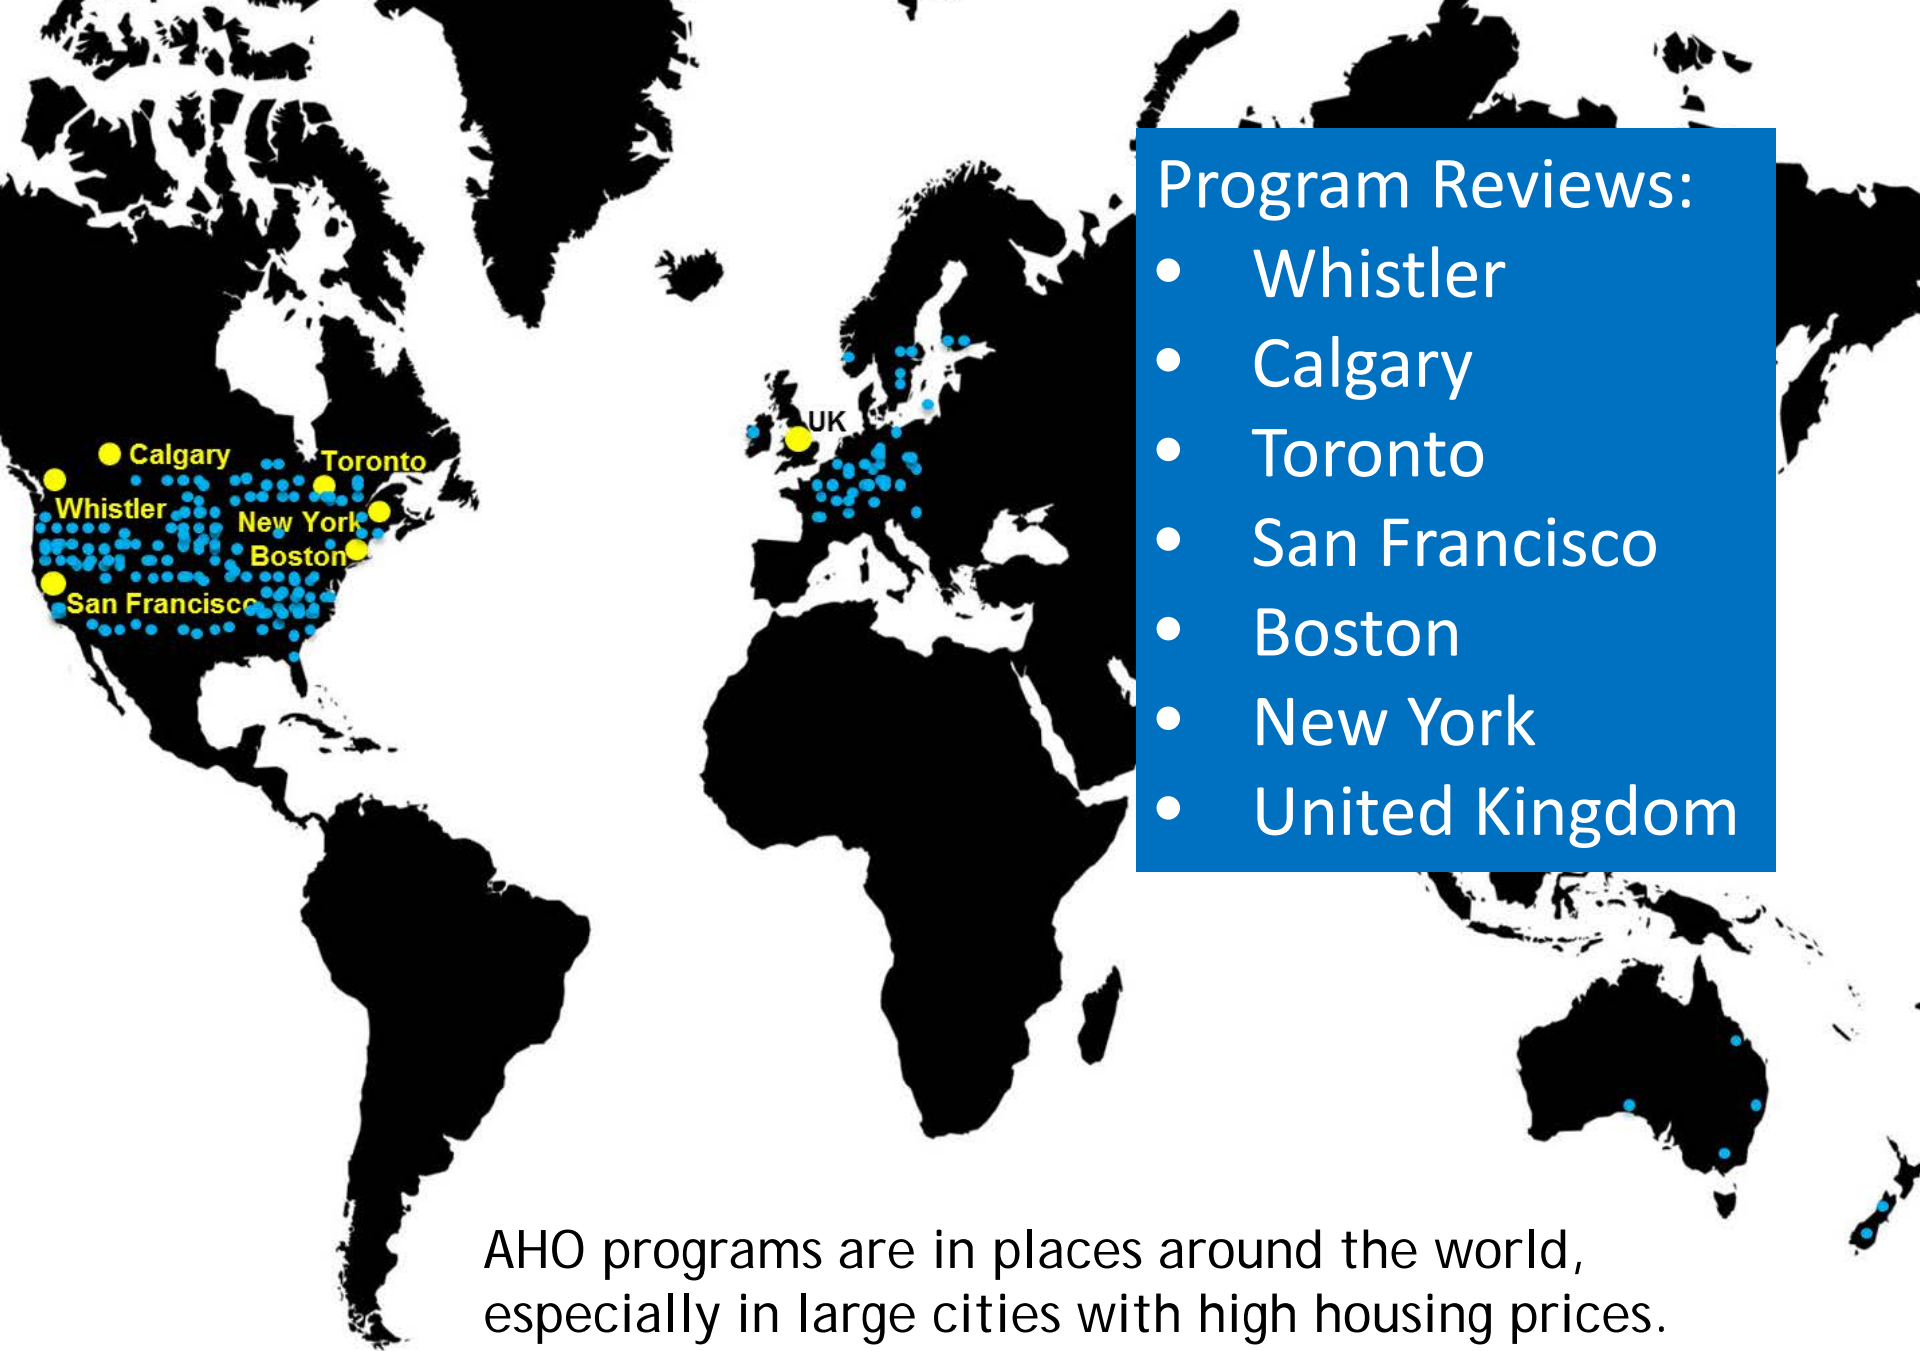 Program Reviews:
• Whistler
• Calgary
• Toronto
• San Francisco
• Boston
• New York
• United Kingdom
UK
Calgary
Toronto
Whistler
New York
Boston
San Francisco
AHO programs are in places around the world,
especially in large cities with high housing prices.